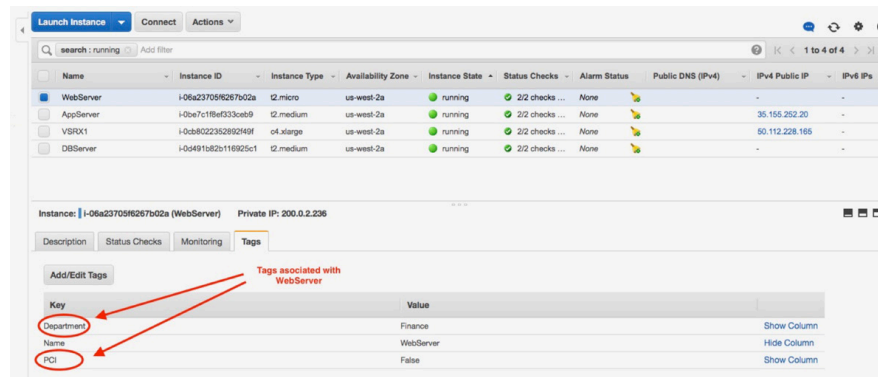 Launch Instance Connect Actions
search : running Add filter 1 to 4 of 4
Name Instance ID Instance Type Availability Zone Instance State Status Checks Alarm Status Public DNS (IPv4) IPv4 Public IP IPv6 IPs
WebServer i-06a23705f6267b02a t2.micro us-west-2a running 2/2 checks ... None - -
AppServer i-0be7c1f8ef333ceb9 t2.medium us-west-2a running 2/2 checks ... None 35.155.252.20 -
VSRX1 i-0cb8022352892f49f c4.xlarge us-west-2a running 2/2 checks ... None 50.112.228.165 -
DBServer i-0d491b82b116925c1 t2.medium us-west-2a running 2/2 checks ... None - -
Instance: i-06a23705f6267b02a (WebServer) Private IP: 200.0.2.236
Description Status Checks Monitoring Tags
Add/Edit Tags
Tags asociated with
WebServer
Key Value
Department Finance Show Column
Name WebServer Hide Column
PCI False Show Column